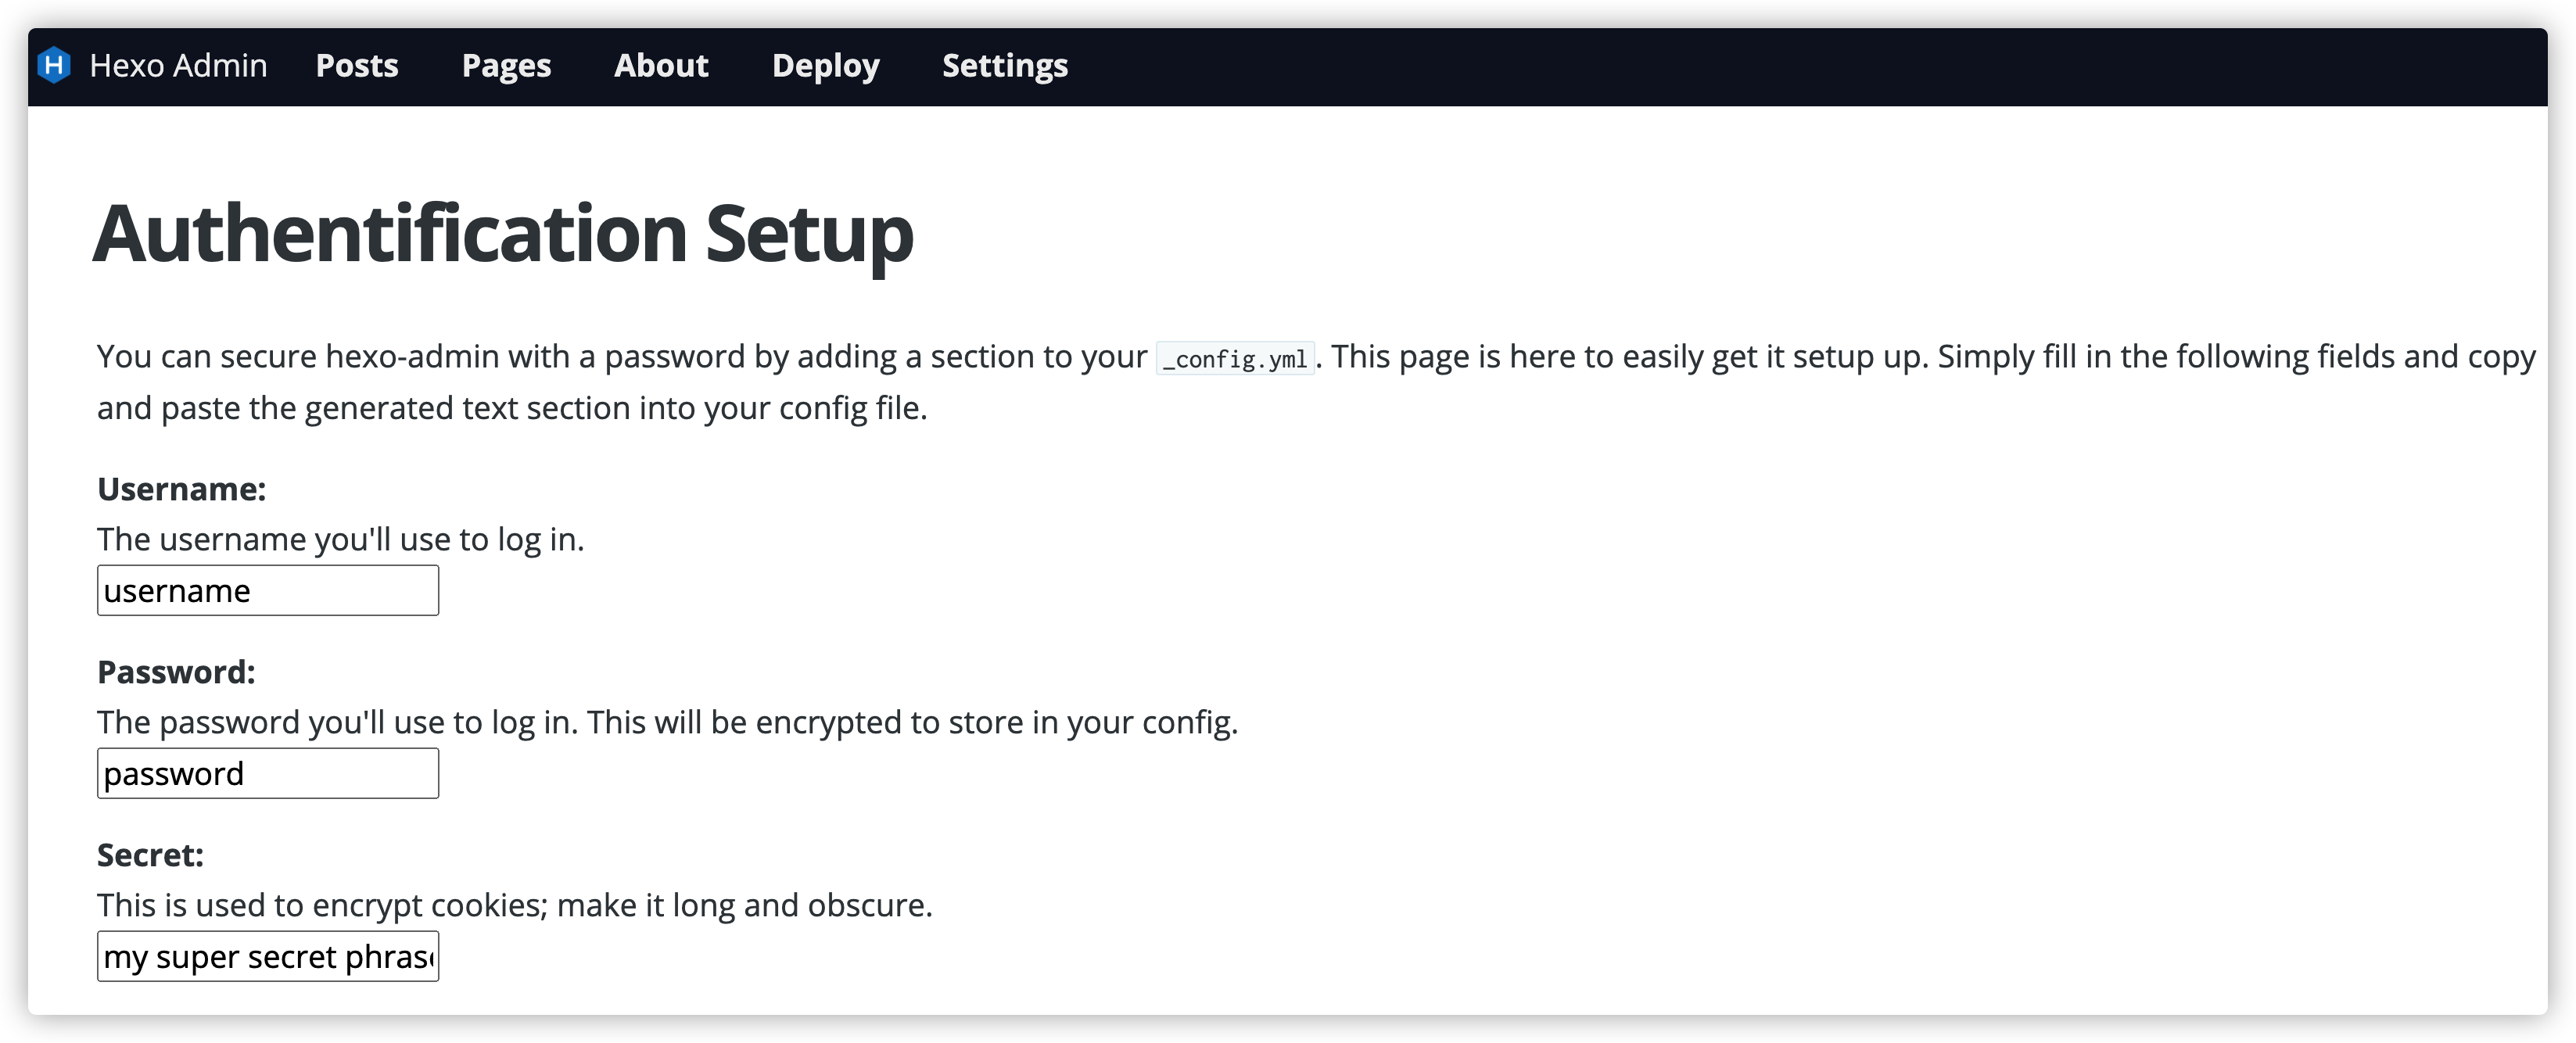 H Hexo Admin Posts Pages About Deploy Settings
Authentification Setup
You can secure hexo-admin with a password by adding a section to your _config.yml. This page is here to easily get it setup up. Simply fill in the following fields and copy
and paste the generated text section into your config file.
Username:
The username you'll use to log in.
username
Password:
The password you'll use to log in. This will be encrypted to store in your config.
password
Secret:
This is used to encrypt cookies; make it long and obscure.
my super secret phrase